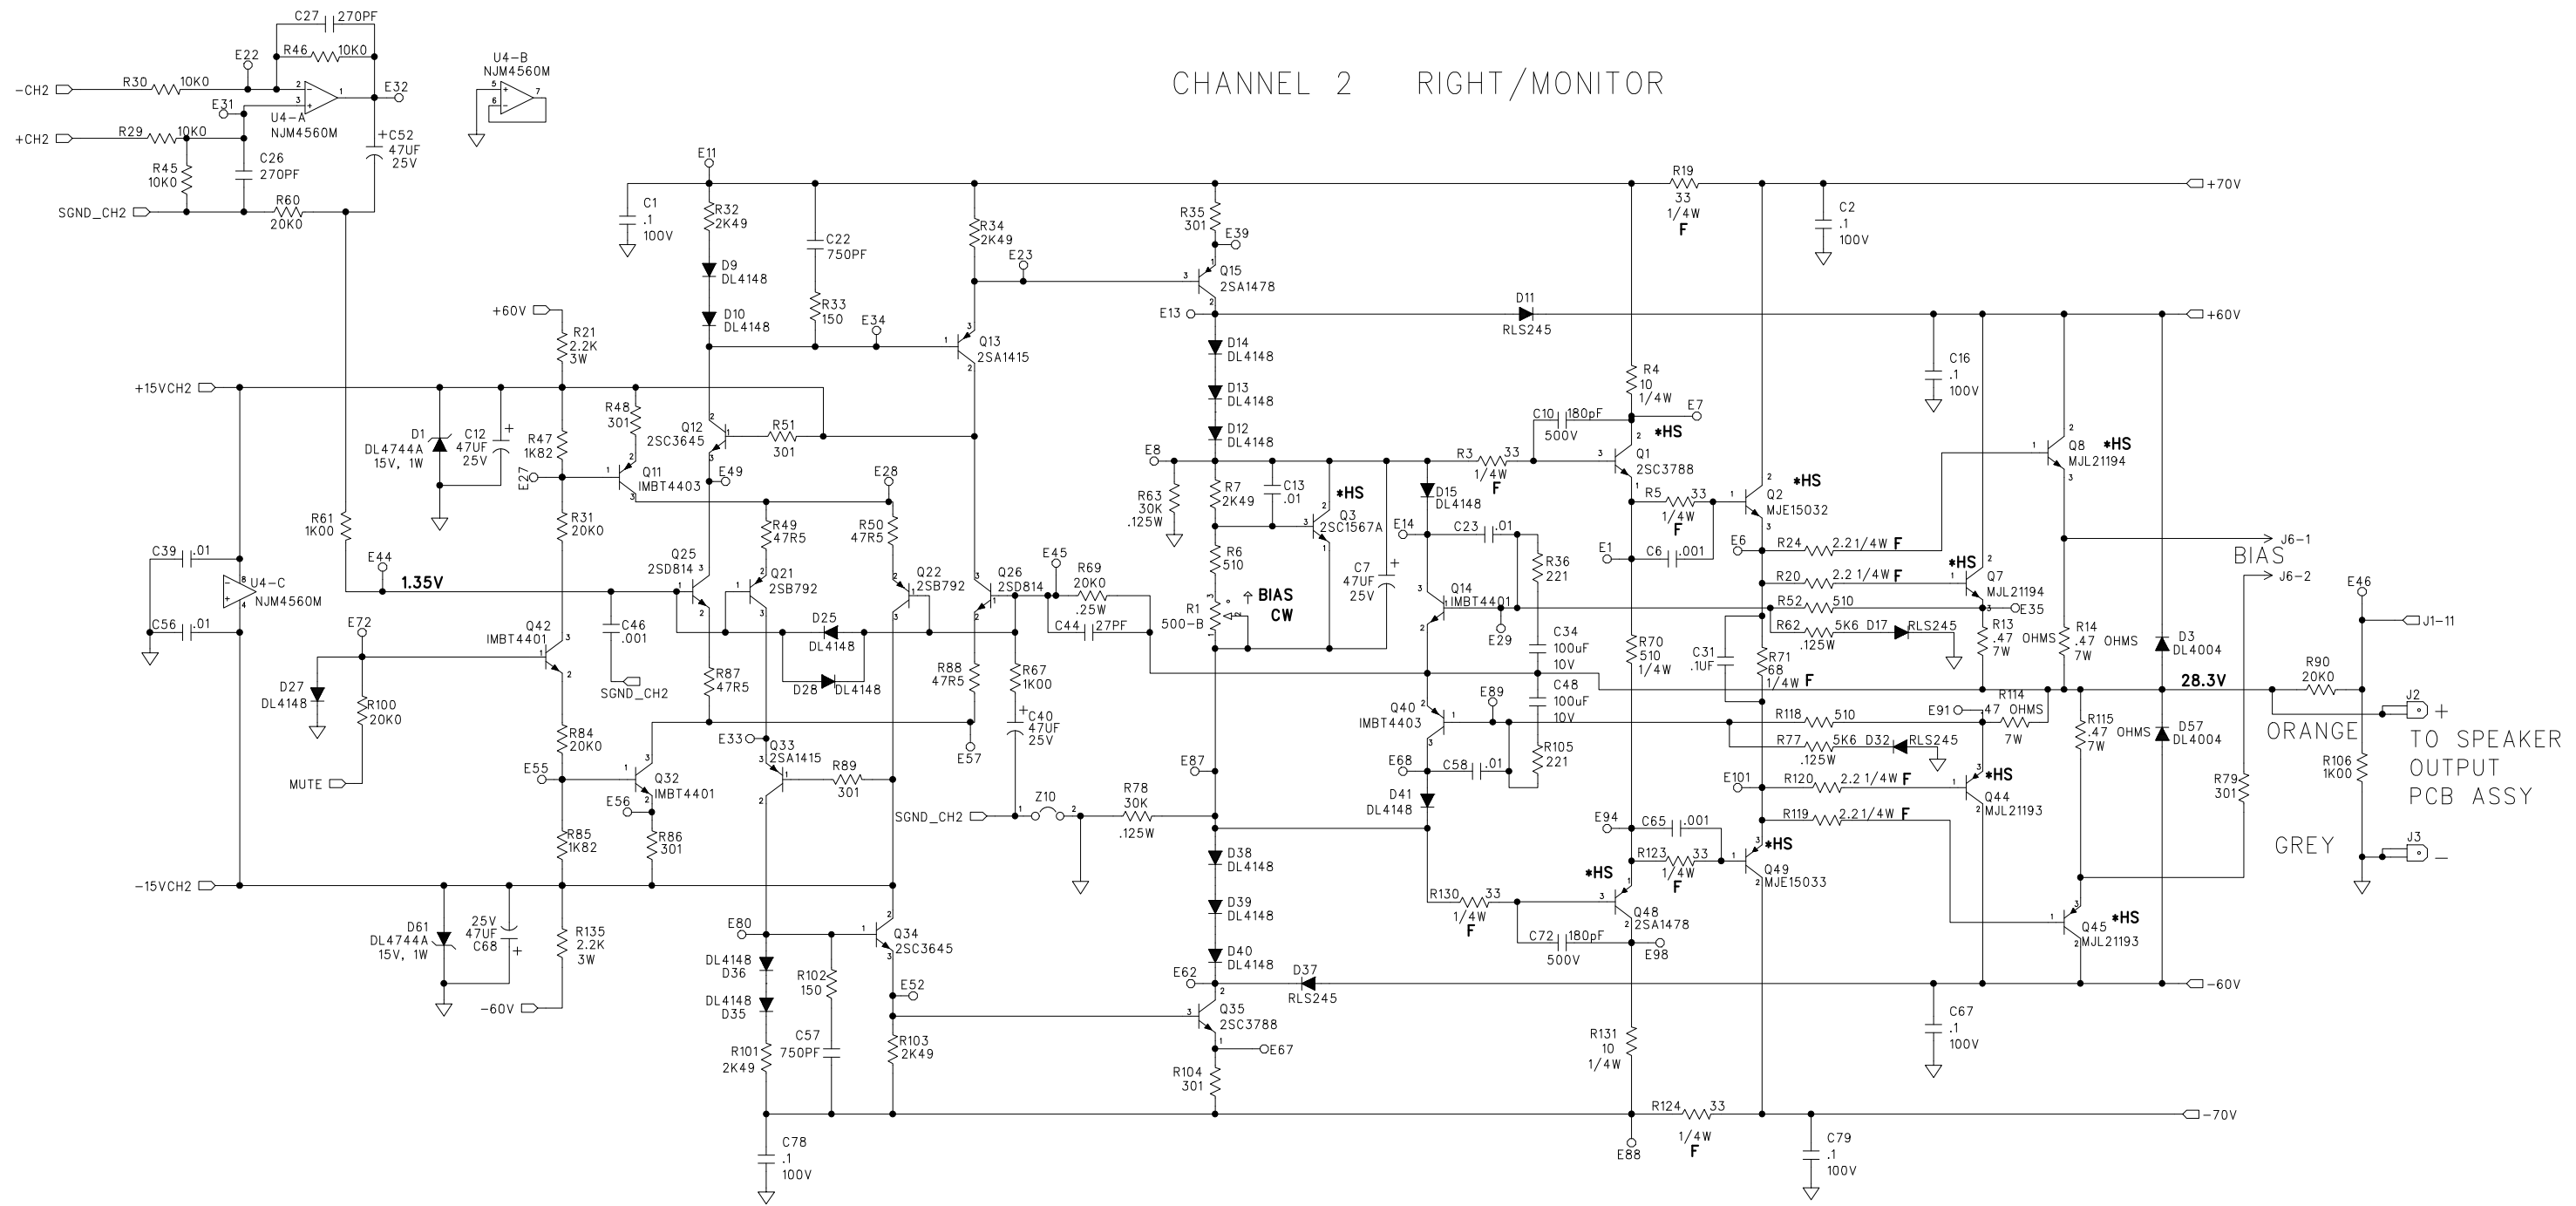 CHANNEL 2 RIGHT/MONITOR
C27 270PF
R46 10K0
E22
-CH2
R30 10K0
2
3
1
E32
E31
U4-A
NJM4560M
+CH2
R29 10K0
R45
10K0
C26
270PF
+C52
47UF
25V
R60
20K0
SGND_CH2
U4-B
NJM4560M
5
6
7
E11
C1
.1
100V
R32
2K49
D9
DL4148
D10
DL4148
C22
750PF
R33
150
E34
R34
2K49
E23
Q13
2SA1415
R35
301
E39
Q15
2SA1478
E13
D11
RLS245
R19
33
1/4W
F
+70V
C2
.1
100V
+60V
C16
.1
100V
D14
DL4148
D13
DL4148
D12
DL4148
R4
10
1/4W
E7
C10 180pF
500V
*HS
Q1
2SC3788
E8
R3 33
1/4W
F
R63
30K
.125W
R7
2K49
C13
.01
*HS
Q3
2SC1567A
D15
DL4148
E14
C23 .01
R36
221
R5 33
1/4W
F
*HS
Q2
MJE15032
Q8 *HS
MJL21194
E1
C6 .001
E6
R24 2.2 1/4W F
*HS
R20 2.2 1/4W F
Q7
MJL21194
J6-1
BIAS
J6-2
R6
510
R1
500-B
BIAS
CW
C7
47UF
25V
Q14
IMBT4401
E29
C34
100uF
10V
R52 510
E35
R62 5K6 D17 RLS245
.125W
R13
.47 OHMS
7W
R14
.47 OHMS
7W
D3
DL4004
E46
J1-11
R90
20K0
28.3V
R70
510
1/4W
C31
.1UF
R71
68
1/4W F
C48
100uF
10V
E89
Q40
IMBT4403
R118 510
E91
R114
.47 OHMS
7W
R115
.47 OHMS
7W
D57
DL4004
ORANGE
J2
+
TO SPEAKER
OUTPUT
PCB ASSY
R77 5K6 D32 RLS245
.125W
R105
221
E87
E68
C58 .01
D41
DL4148
E101
R120 2.2 1/4W F
*HS
Q44
MJL21193
R79
301
R106
1K00
R119 2.2 1/4W F
GREY
J3
-
E94
C65 .001
R123 33
1/4W
F
*HS
Q49
MJE15033
*HS
Q48
2SA1478
R130 33
1/4W
F
C72 180pF
500V
E98
Q45 *HS
MJL21193
-60V
C67
.1
100V
D38
DL4148
D39
DL4148
D40
DL4148
E62
D37
RLS245
Q35
2SC3788
E67
R104
301
R131
10
1/4W
R124 33
1/4W
F
-70V
E88
C79
.1
100V
+60V
R21
2.2K
3W
+15VCH2
D1
DL4744A
15V, 1W
C12
47UF
25V
R47
1K82
R48
301
E27
Q11
IMBT4403
Q12
2SC3645
R51
301
E49
E28
R31
20K0
R61
1K00
R49
47R5
R50
47R5
C39 .01
C56 .01
8
4
U4-C
NJM4560M
E44
1.35V
Q25
2SD814
Q21
2SB792
Q22
2SB792
Q26
2SD814
E45
R69
20K0
.25W
C44 27PF
Q42
IMBT4401
E72
C46
.001
SGND_CH2
D25
DL4148
D28 DL4148
D27
DL4148
R100
20K0
MUTE
R87
47R5
R88
47R5
R67
1K00
C40
47UF
25V
R84
20K0
E55
Q32
IMBT4401
E56
E33
Q33
2SA1415
R89
301
E57
SGND_CH2
Z10
R78
30K
.125W
R85
1K82
R86
301
-15VCH2
D61
DL4744A
15V, 1W
25V
47UF
C68
R135
2.2K
3W
-60V
E80
Q34
2SC3645
DL4148
D36
DL4148
D35
R102
150
E52
C57
750PF
R101
2K49
R103
2K49
C78
.1
100V